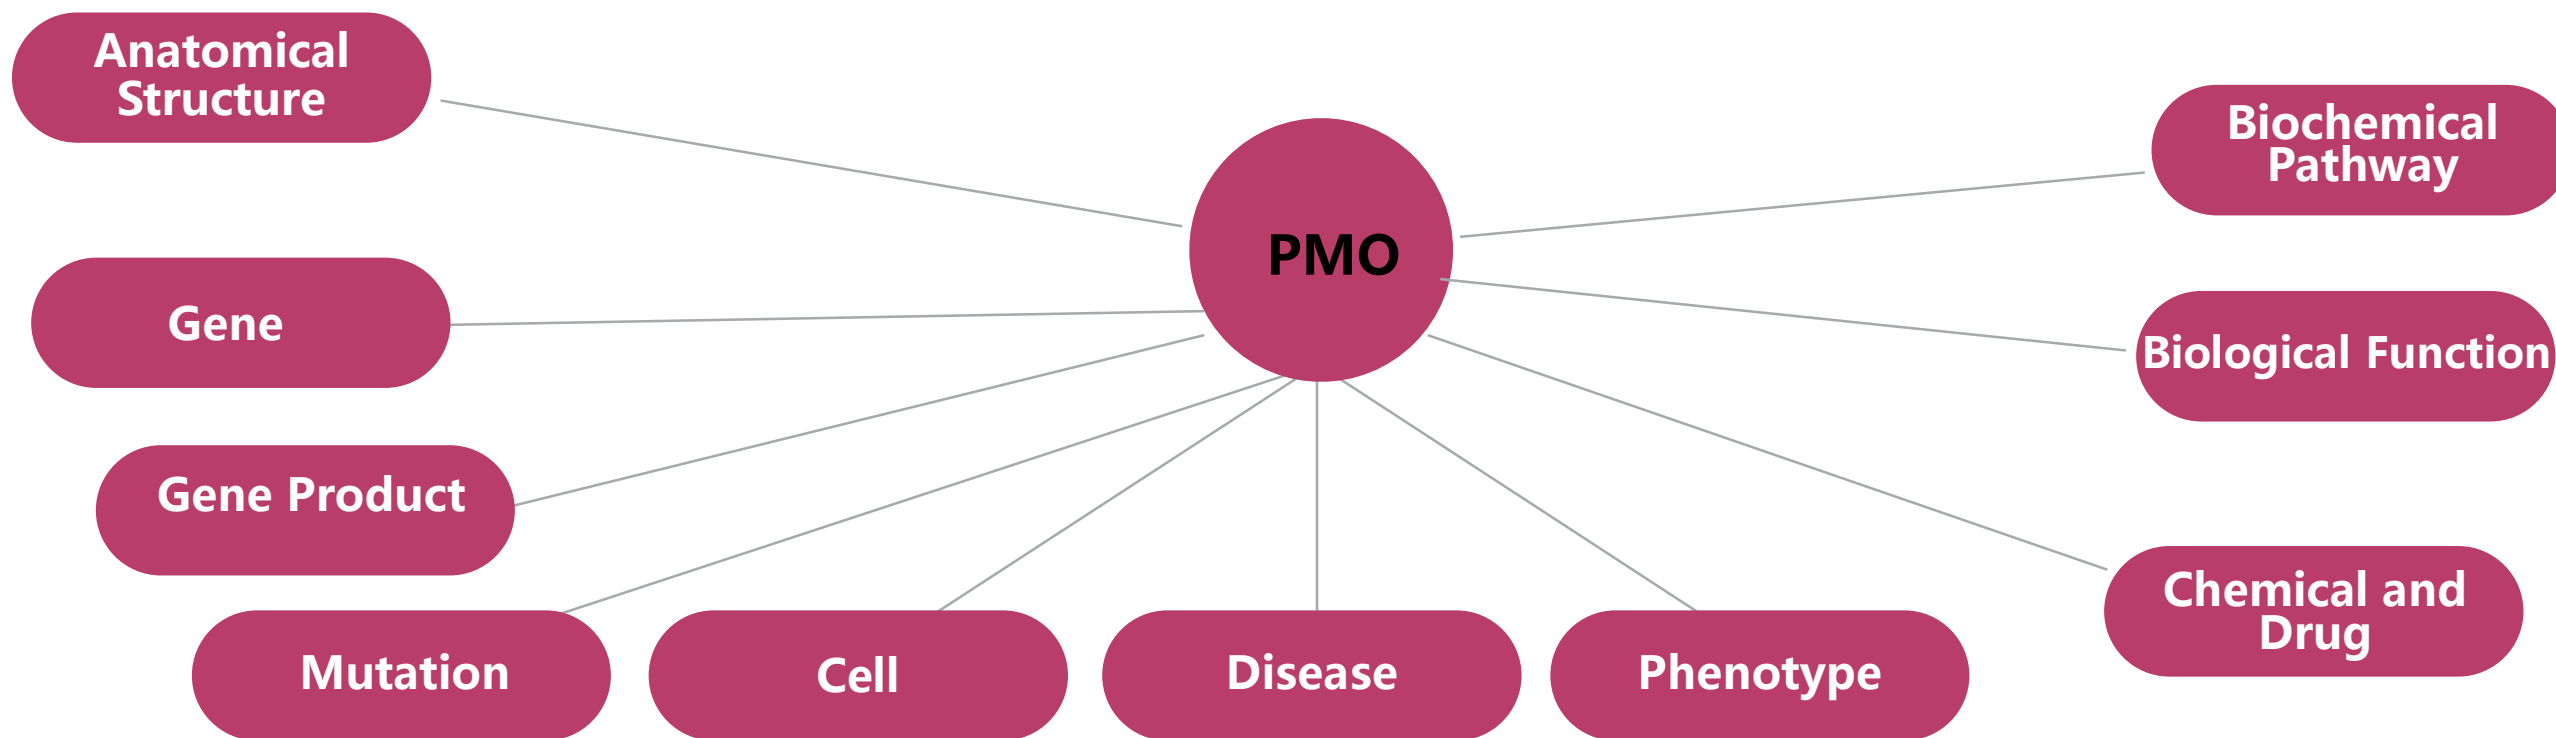 Anatomical
Structure
Biochemical
Pathway
PMO
Gene
Biological Function
Gene Product
Chemical and
Drug
Mutation
Cell
Disease
Phenotype